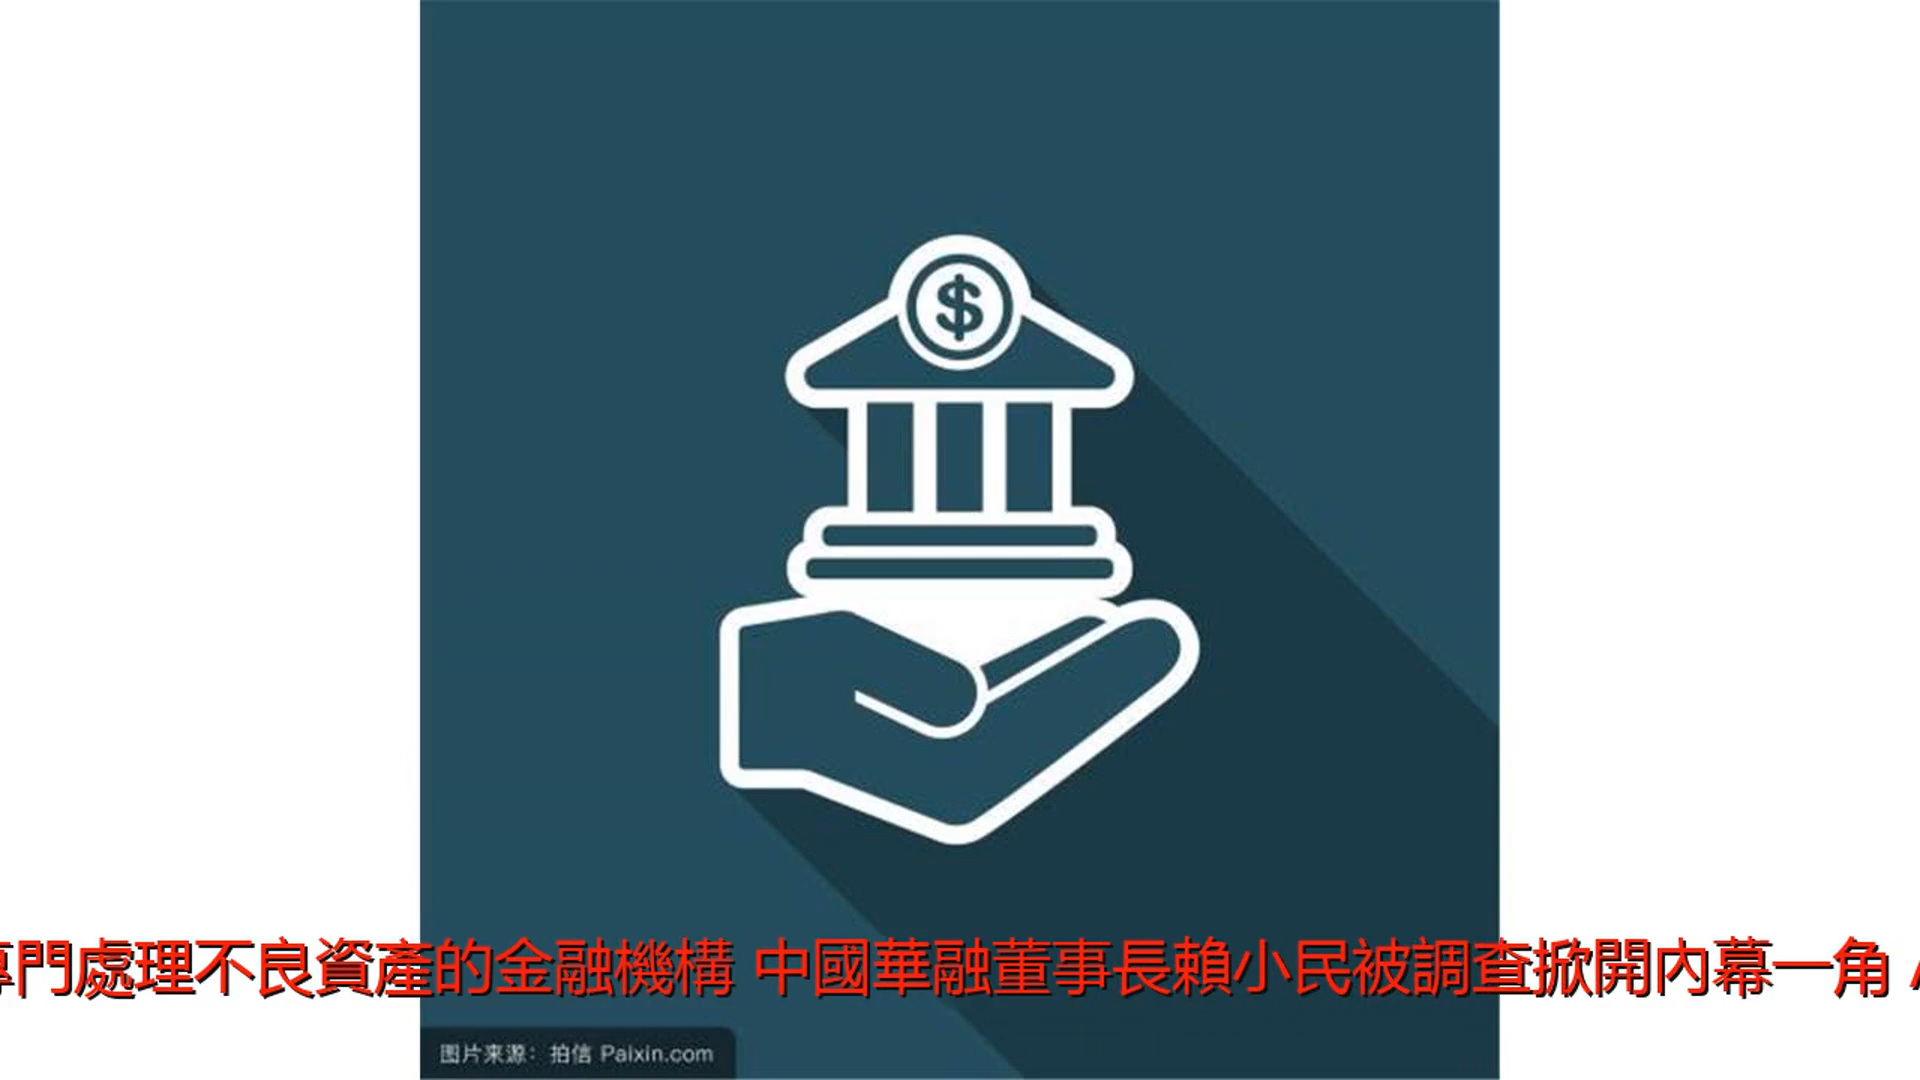 專門處理不良資產的金融機構 中國華融董事長賴小民被調查掀開內幕一角
图片来源：拍信 Paixin.com